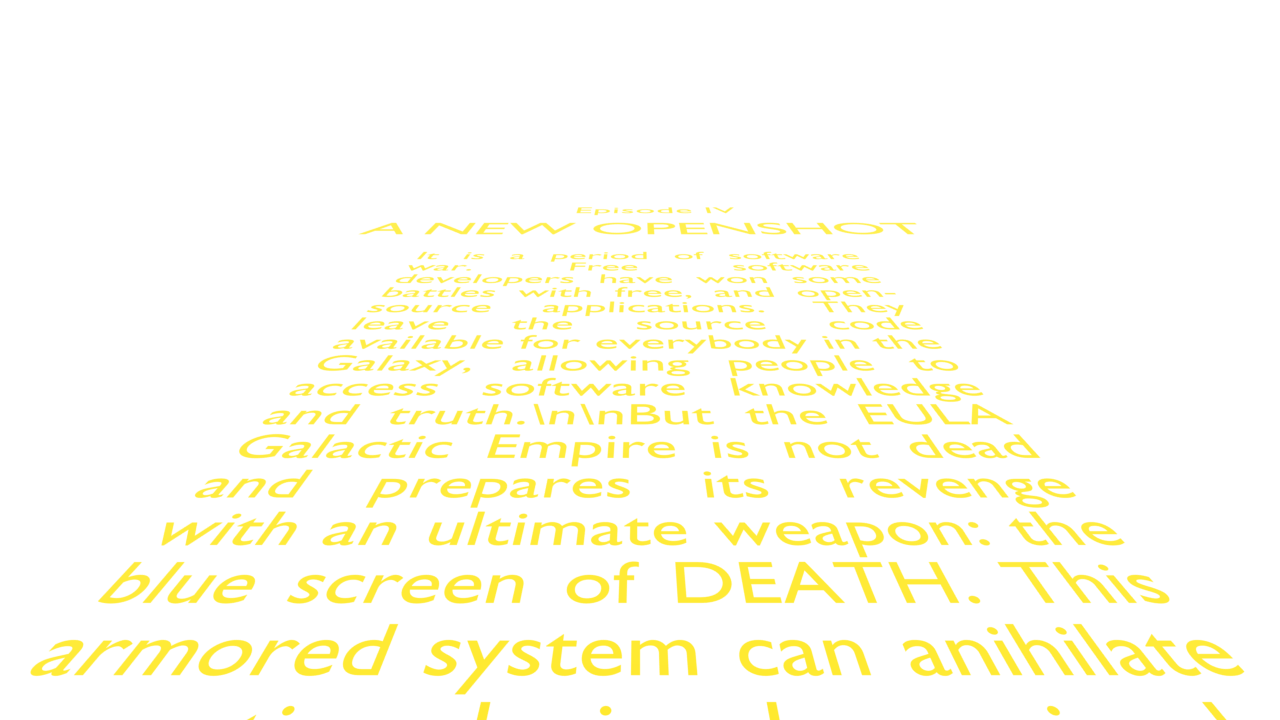 Episode IV
A NEW OPENSHOT
It is a period of software
war. Free software
developers have won some
battles with free, and open-
source applications. They
leave the source code
available for everybody in the
Galaxy, allowing people to
access software knowledge
and truth.\n\nBut the EULA
Galactic Empire is not dead
and prepares its revenge
with an ultimate weapon: the
blue screen of DEATH. This
armored system can anihilate